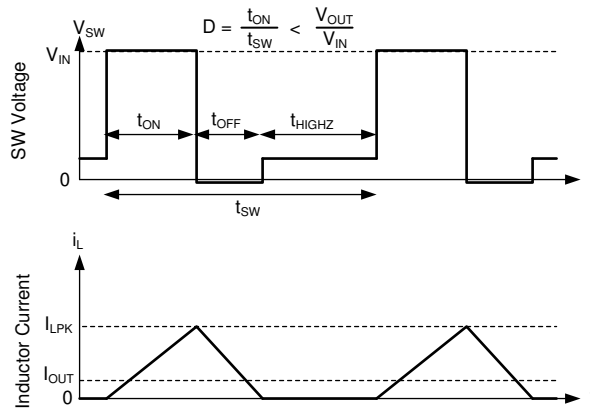 V_SW
D = t_ON / t_SW < V_OUT / V_IN
V_IN
SW Voltage
t_ON
t_OFF
t_HIGHZ
0
t_SW
i_L
Inductor Current
I_LPK
I_OUT
0